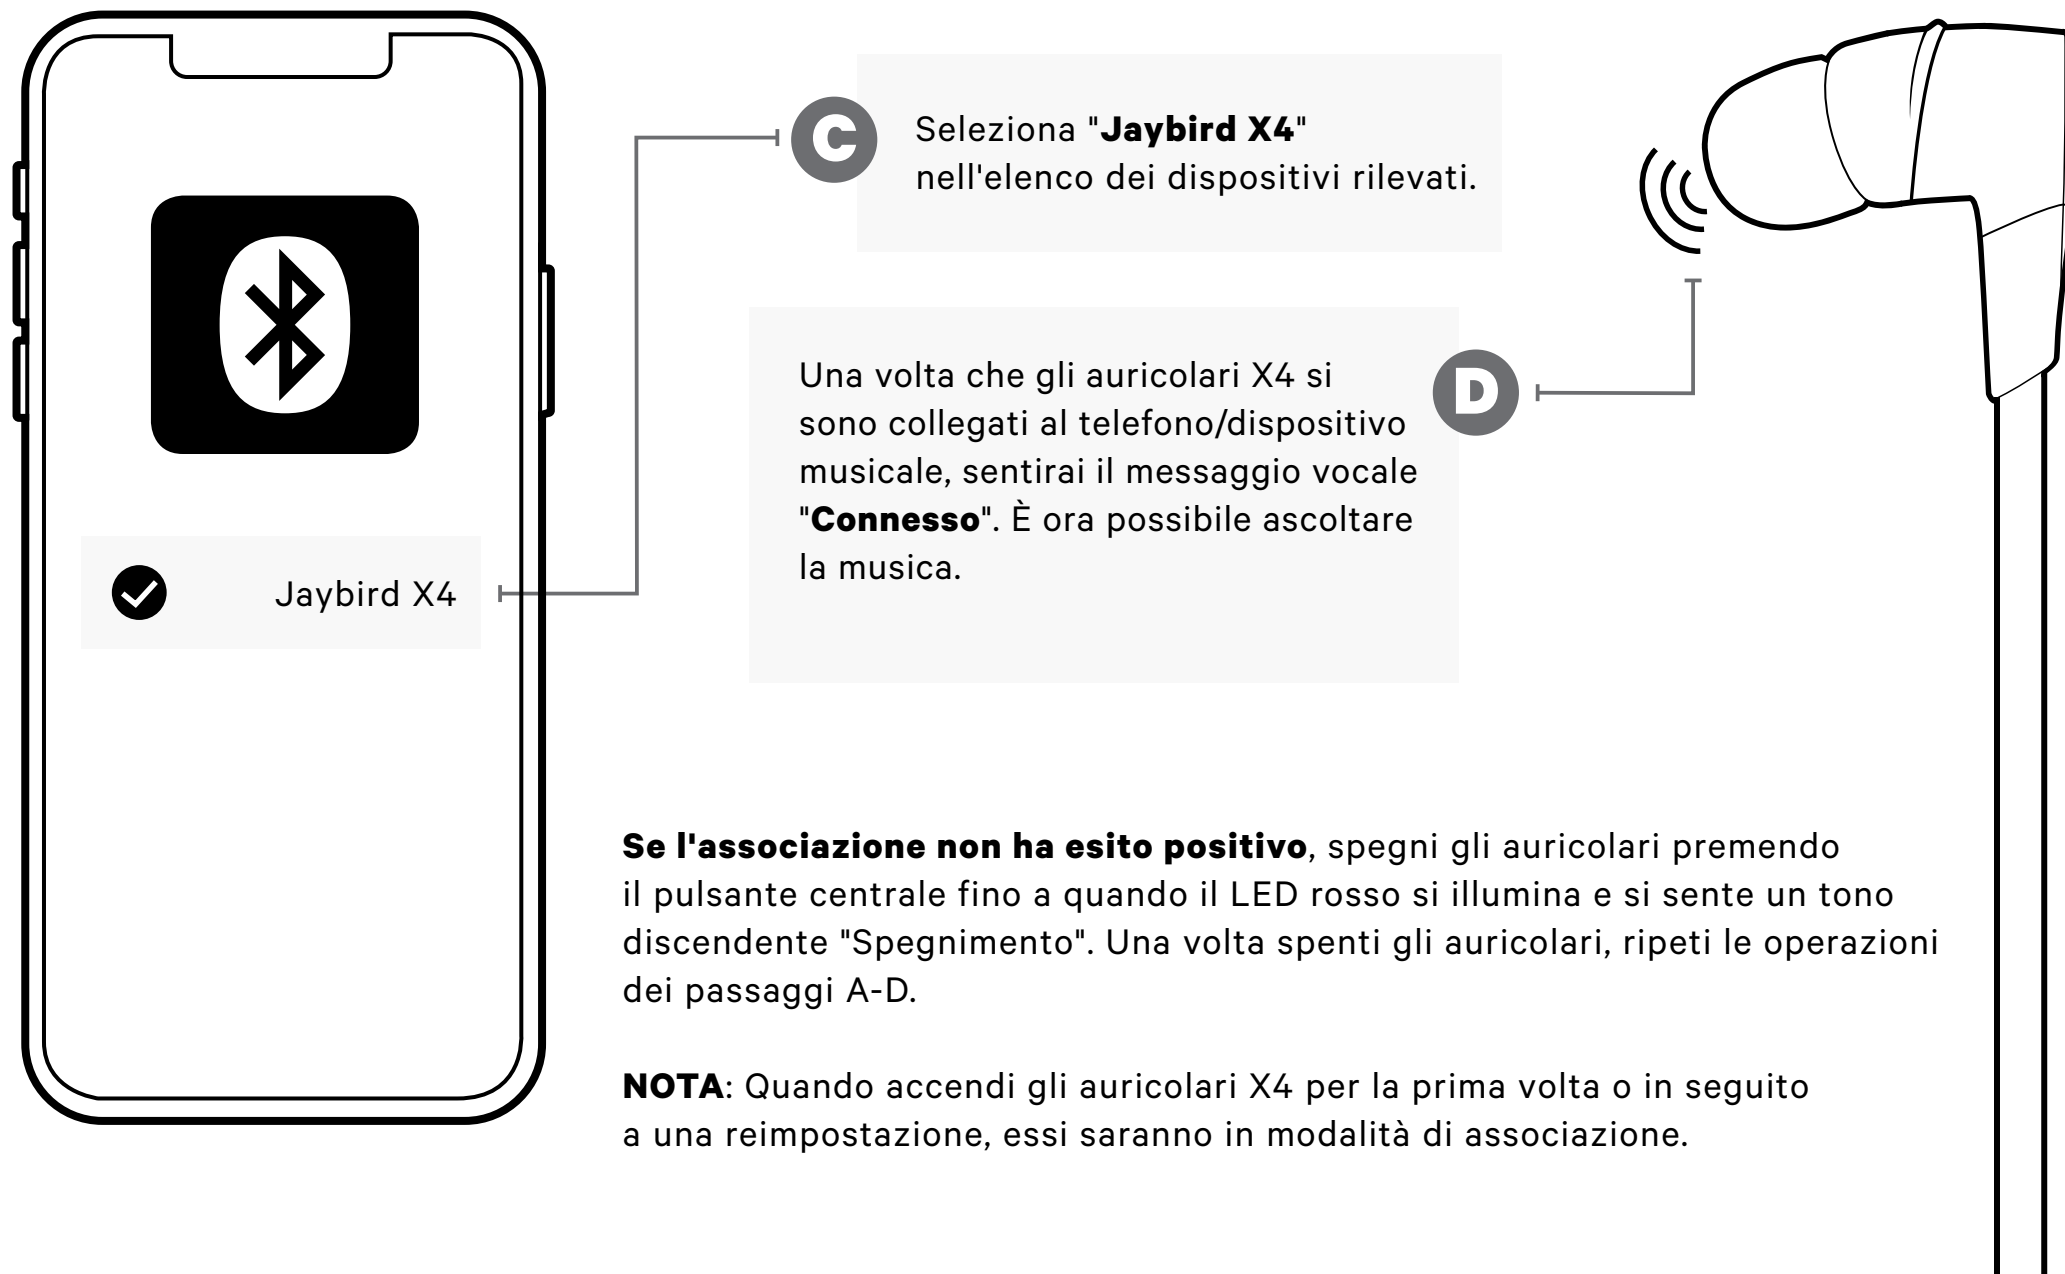 C
Seleziona "Jaybird X4"
nell'elenco dei dispositivi rilevati.
Una volta che gli auricolari X4 si
sono collegati al telefono/dispositivo
musicale, sentirai il messaggio vocale
"Connesso". È ora possibile ascoltare
la musica.
D
Jaybird X4
Se l'associazione non ha esito positivo, spegni gli auricolari premendo
il pulsante centrale fino a quando il LED rosso si illumina e si sente un tono
discendente "Spegnimento". Una volta spenti gli auricolari, ripeti le operazioni
dei passaggi A-D.
NOTA: Quando accendi gli auricolari X4 per la prima volta o in seguito
a una reimpostazione, essi saranno in modalità di associazione.